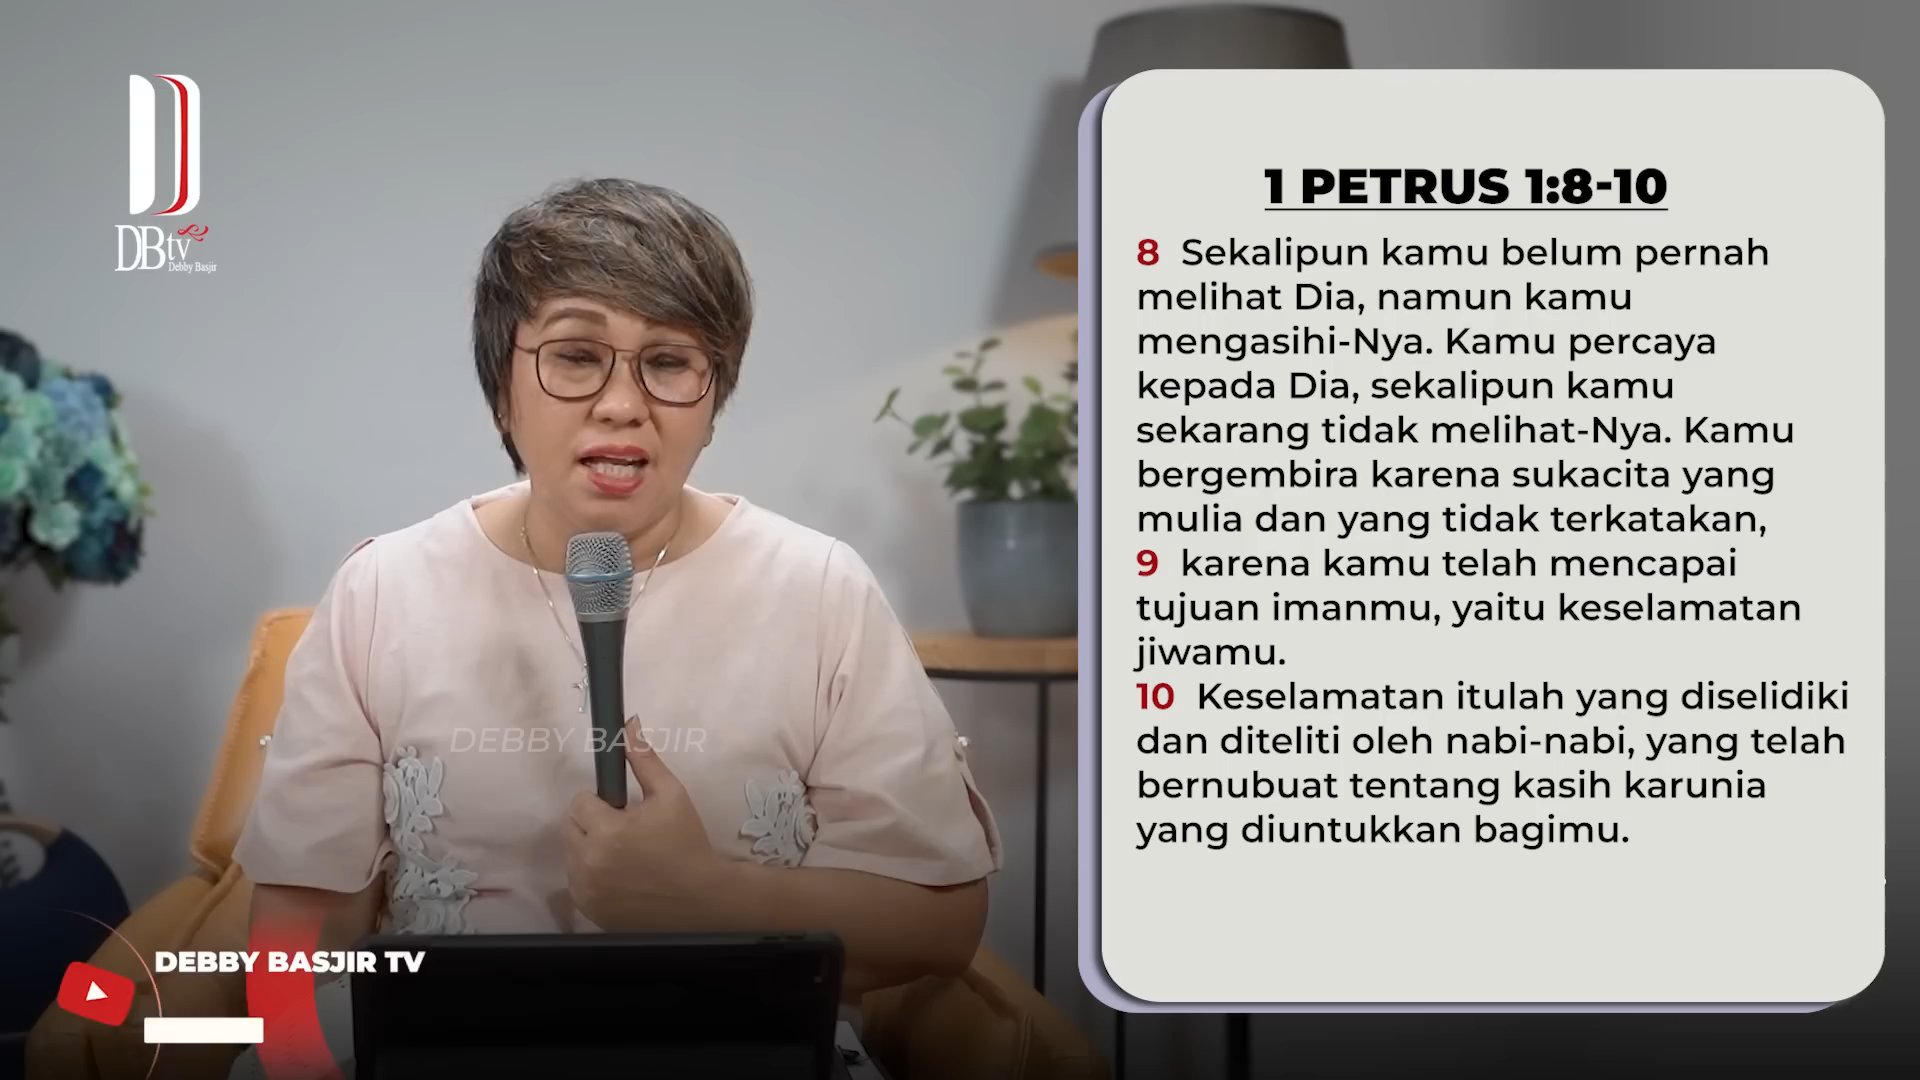 DBtv
Debby Basjir
1 PETRUS 1:8-10
8 Sekalipun kamu belum pernah
melihat Dia, namun kamu
mengasihi-Nya. Kamu percaya
kepada Dia, sekalipun kamu
sekarang tidak melihat-Nya. Kamu
bergembira karena sukacita yang
mulia dan yang tidak terkatakan,
9 karena kamu telah mencapai
tujuan imanmu, yaitu keselamatan
jiwamu.
10 Keselamatan itulah yang diselidiki
dan diteliti oleh nabi-nabi, yang telah
bernubuat tentang kasih karunia
yang diuntukkan bagimu.
DEBBY BASJIR
DEBBY BASJIR TV